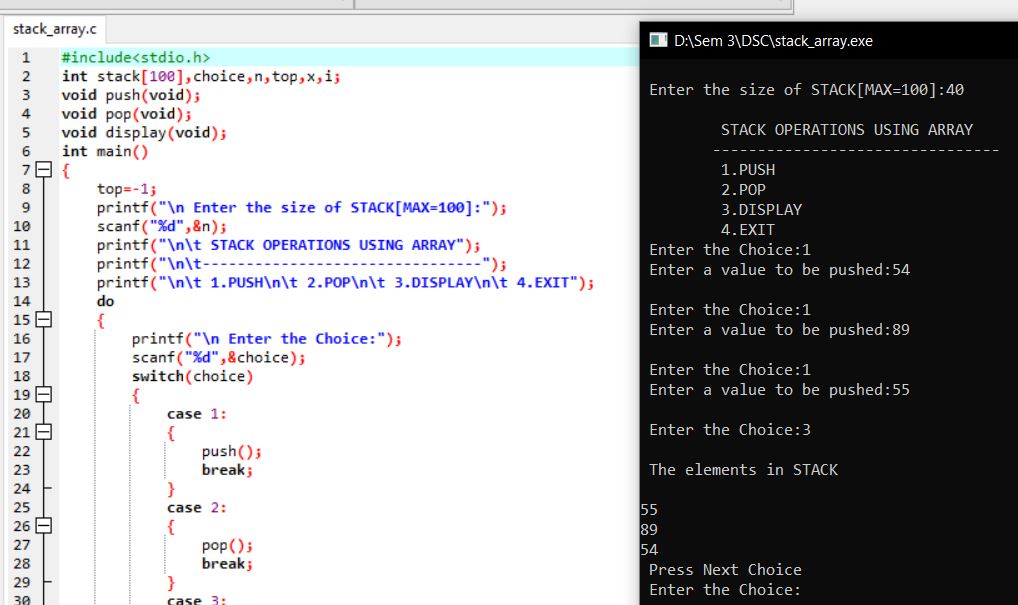 stack_array.c
1 #include<stdio.h>
2 int stack[100],choice,n,top,x,i;
3 void push(void);
4 void pop(void);
5 void display(void);
6 int main()
7 {
8 top=-1;
9 printf("\n Enter the size of STACK[MAX=100]:");
10 scanf("%d",&n);
11 printf("\n\t STACK OPERATIONS USING ARRAY");
12 printf("\n\t--------------------------------");
13 printf("\n\t 1.PUSH\n\t 2.POP\n\t 3.DISPLAY\n\t 4.EXIT");
14 do
15 {
16 printf("\n Enter the Choice:");
17 scanf("%d",&choice);
18 switch(choice)
19 {
20 case 1:
21 {
22 push();
23 break;
24 }
25 case 2:
26 {
27 pop();
28 break;
29 }
30 case 3:
D:\Sem 3\DSC\stack_array.exe
Enter the size of STACK[MAX=100]:40
STACK OPERATIONS USING ARRAY
--------------------------------
1.PUSH
2.POP
3.DISPLAY
4.EXIT
Enter the Choice:1
Enter a value to be pushed:54
Enter the Choice:1
Enter a value to be pushed:89
Enter the Choice:1
Enter a value to be pushed:55
Enter the Choice:3
The elements in STACK
55
89
54
Press Next Choice
Enter the Choice: